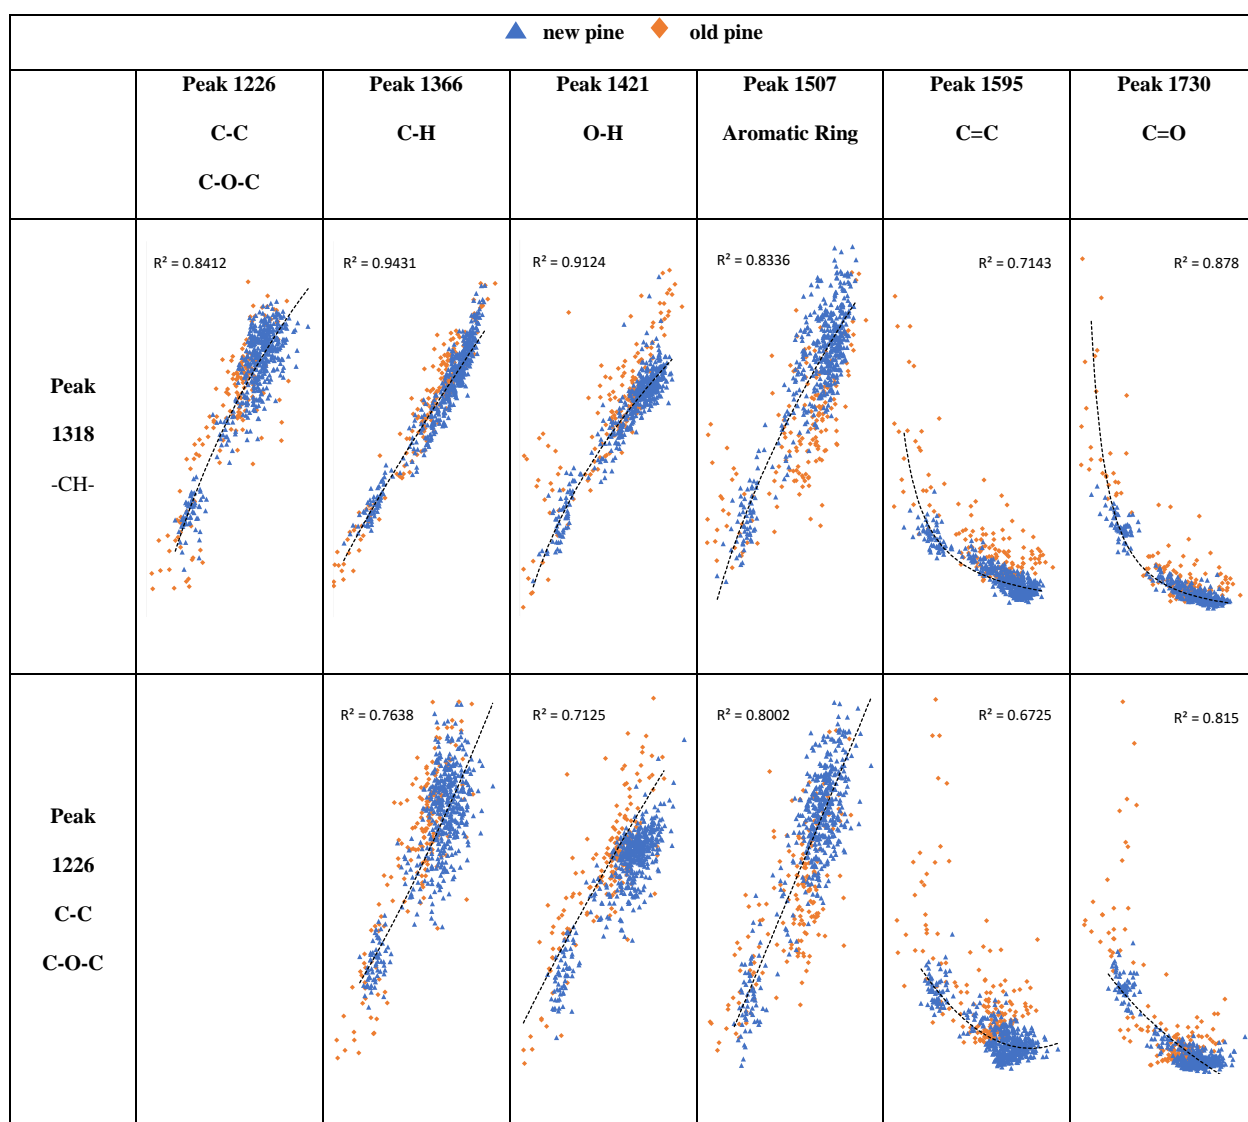 new pine old pine
Peak 1226 Peak 1366 Peak 1421 Peak 1507 Peak 1595 Peak 1730
C-C C-H O-H Aromatic Ring C=C C=O
C-O-C
R² = 0.8412 R² = 0.9431 R² = 0.9124 R² = 0.8336 R² = 0.7143 R² = 0.878
Peak
1318
-CH-
R² = 0.7638 R² = 0.7125 R² = 0.8002 R² = 0.6725 R² = 0.815
Peak
1226
C-C
C-O-C